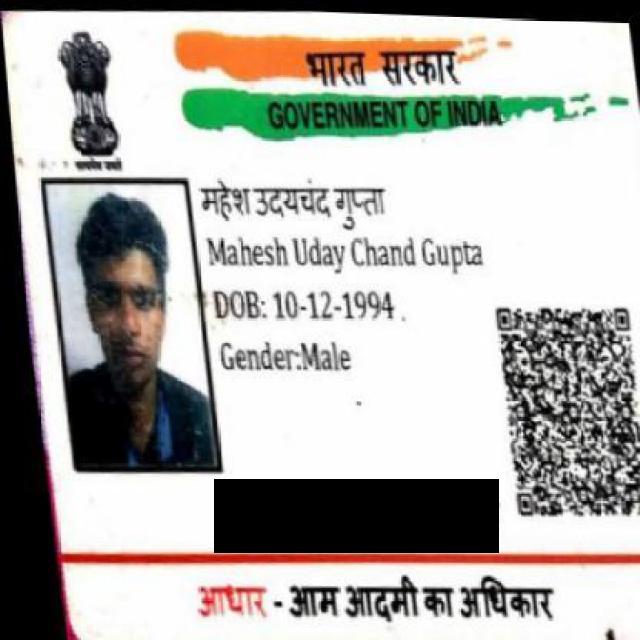 भारत सरकार
GOVERNMENT OF INDIA
सत्यमेव जयते
महेश उदयचंद गुप्ता
Mahesh Uday Chand Gupta
DOB: 10-12-1994
Gender:Male
आधार - आम आदमी का अधिकार